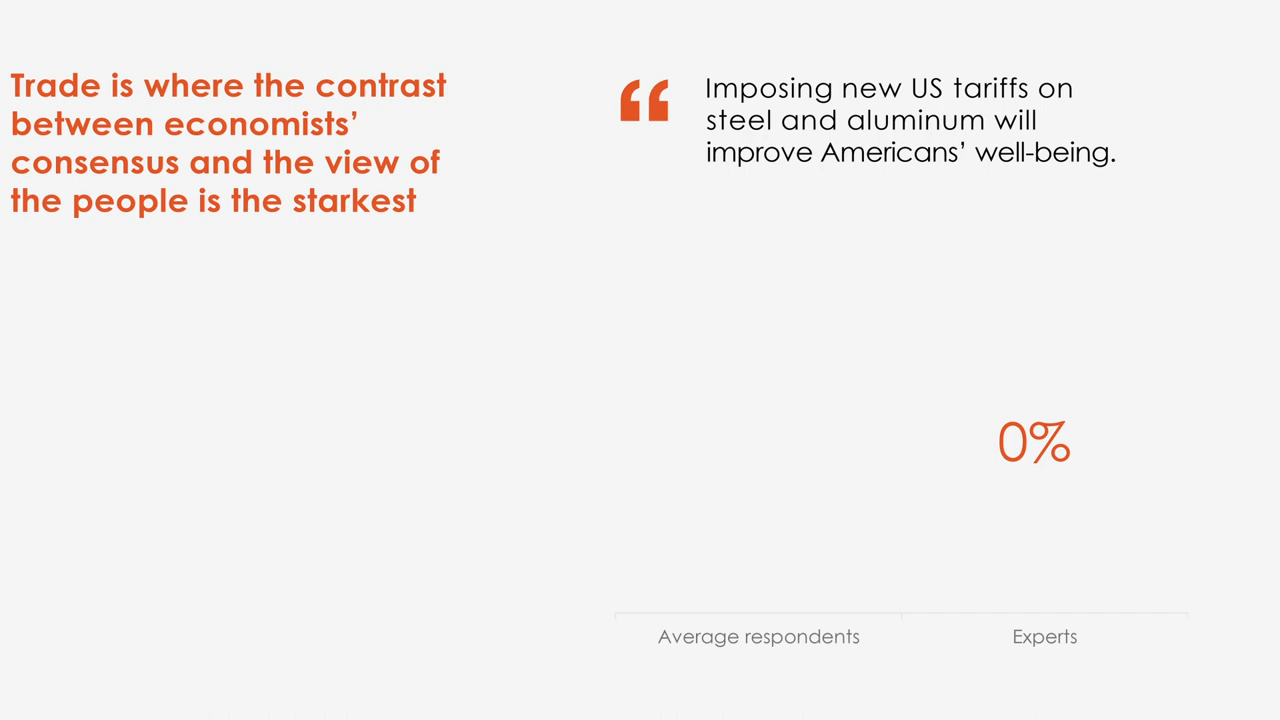 Trade is where the contrast
between economists’
consensus and the view of
the people is the starkest
“ Imposing new US tariffs on
steel and aluminum will
improve Americans’ well-being.
0%
Average respondents
Experts